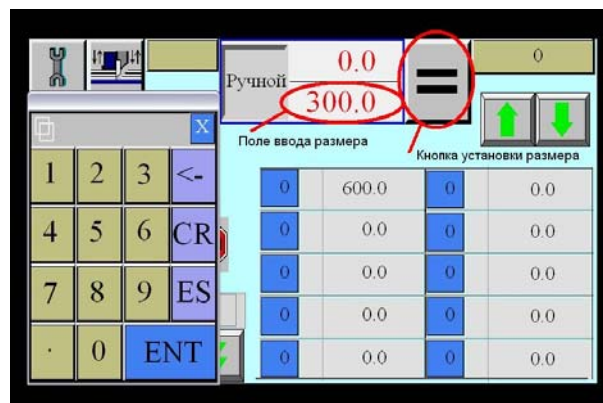 0.0
0
Ручной
300.0
=
X
Поле ввода размера
Кнопка установки размера
1 2 3 <-
4 5 6 CR
7 8 9 ES
. 0 ENT
0 600.0 0 0.0
0 0.0 0 0.0
0 0.0 0 0.0
0 0.0 0 0.0
0 0.0 0 0.0